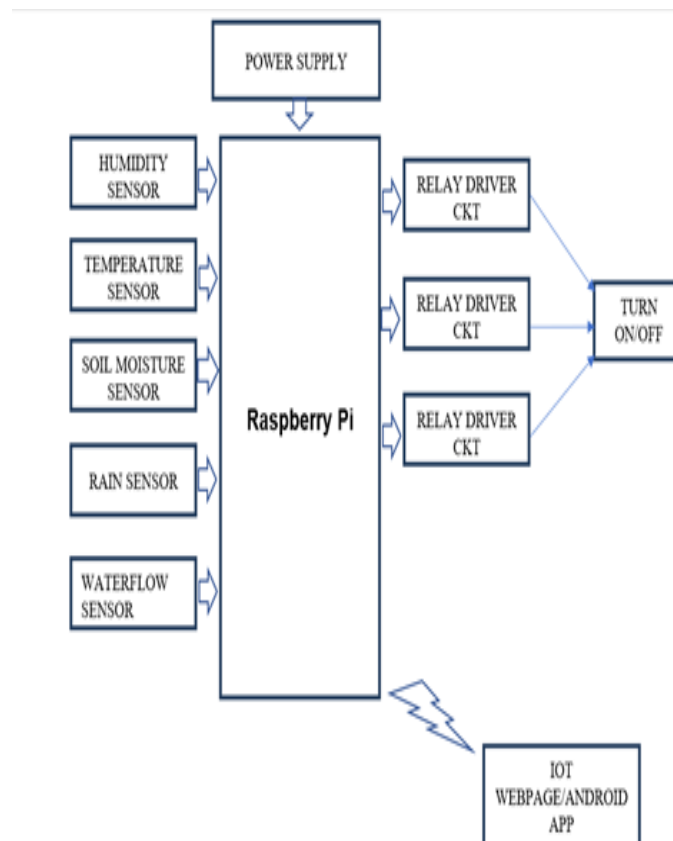 POWER SUPPLY
HUMIDITY
SENSOR
TEMPERATURE
SENSOR
SOIL MOISTURE
SENSOR
RAIN SENSOR
WATERFLOW
SENSOR
Raspberry Pi
RELAY DRIVER
CKT
RELAY DRIVER
CKT
RELAY DRIVER
CKT
TURN
ON/OFF
IOT
WEBPAGE/ANDROID
APP